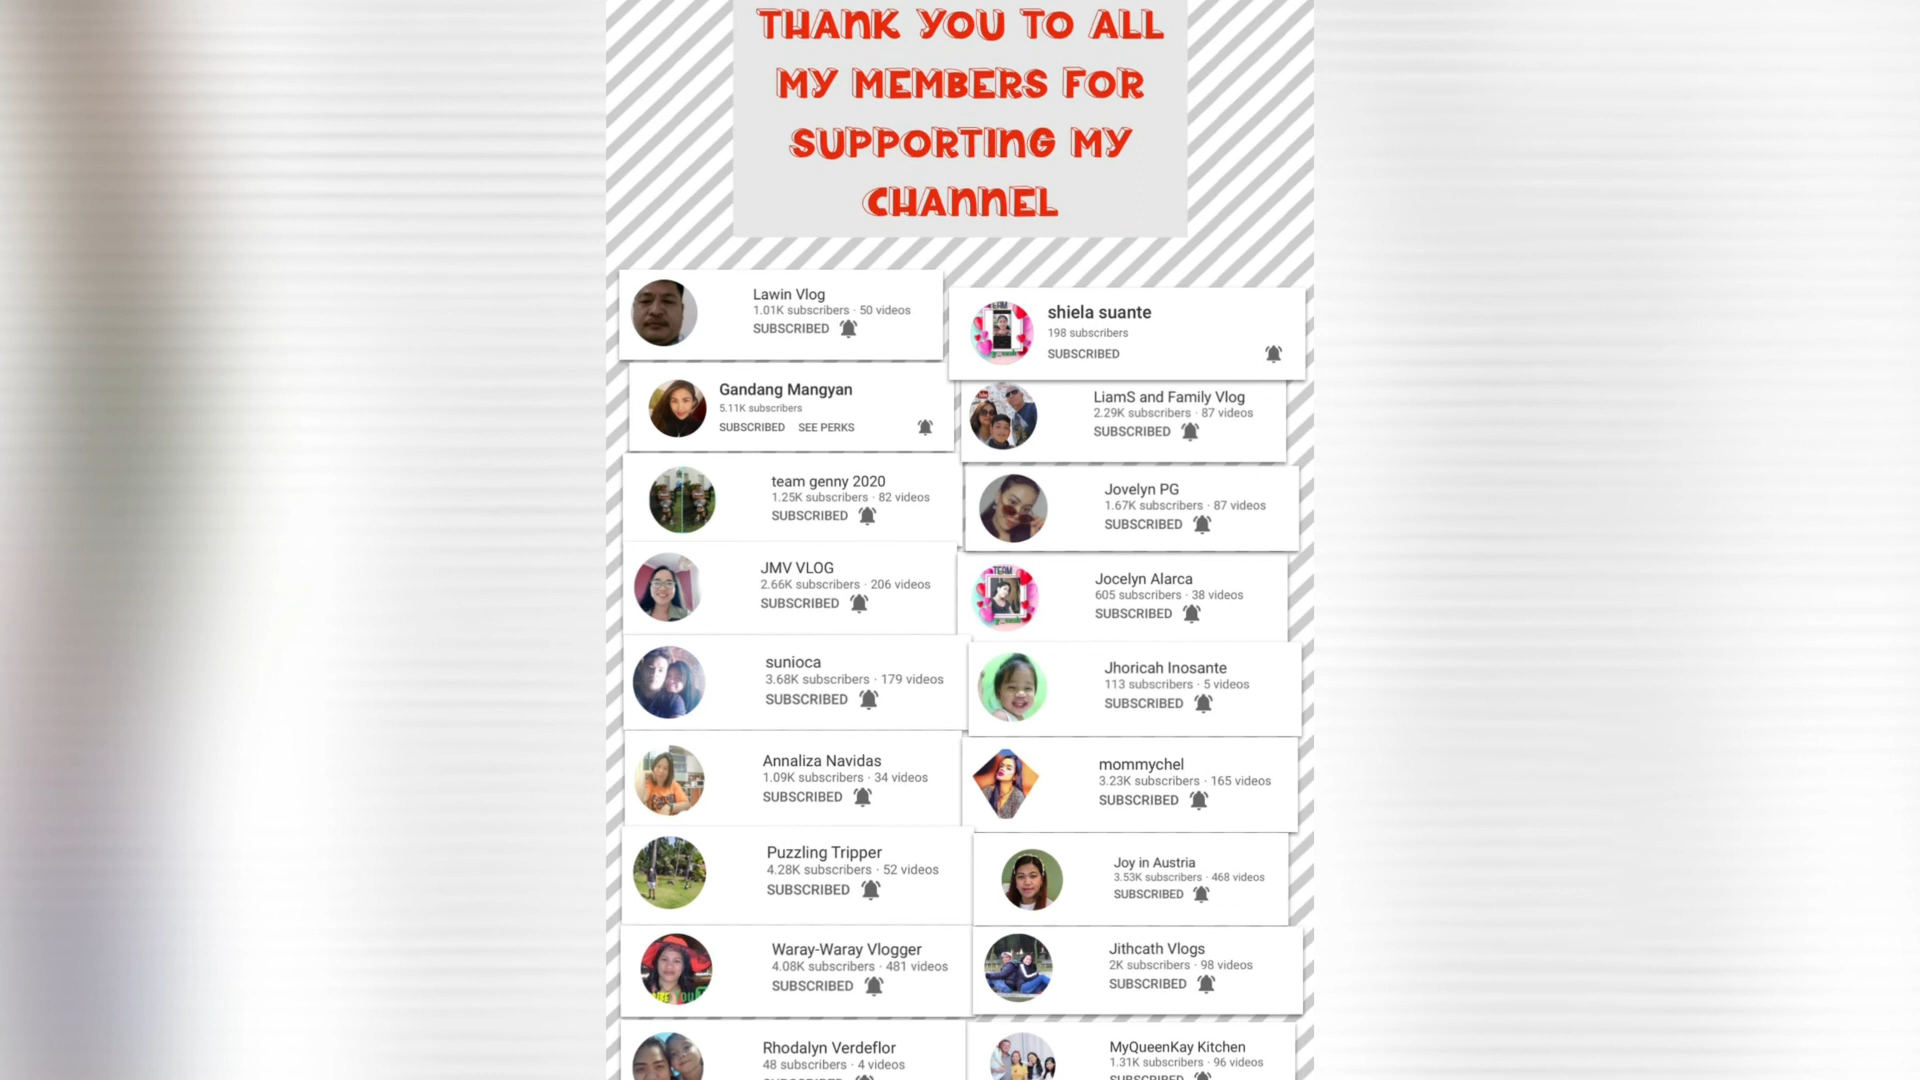 THANK YOU TO ALL
MY MEMBERS FOR
SUPPORTING MY
CHANNEL
Lawin Vlog
1.01K subscribers · 50 videos
SUBSCRIBED
shiela suante
198 subscribers
SUBSCRIBED
Gandang Mangyan
5.11K subscribers
SUBSCRIBED SEE PERKS
LiamS and Family Vlog
2.29K subscribers · 87 videos
SUBSCRIBED
team genny 2020
1.25K subscribers · 82 videos
SUBSCRIBED
Jovelyn PG
1.67K subscribers · 87 videos
SUBSCRIBED
JMV VLOG
2.66K subscribers · 206 videos
SUBSCRIBED
TEAM
Jocelyn Alarca
605 subscribers · 38 videos
SUBSCRIBED
sunioca
3.68K subscribers · 179 videos
SUBSCRIBED
Jhoricah Inosante
113 subscribers · 5 videos
SUBSCRIBED
Annaliza Navidas
1.09K subscribers · 34 videos
SUBSCRIBED
mommychel
3.23K subscribers · 165 videos
SUBSCRIBED
Puzzling Tripper
4.28K subscribers · 52 videos
SUBSCRIBED
Joy in Austria
3.53K subscribers · 468 videos
SUBSCRIBED
Waray-Waray Vlogger
4.08K subscribers · 481 videos
SUBSCRIBED
Jithcath Vlogs
2K subscribers · 98 videos
SUBSCRIBED
Rhodalyn Verdeflor
48 subscribers · 4 videos
SUBSCRIBED
MyQueenKay Kitchen
1.31K subscribers · 96 videos
SUBSCRIBED